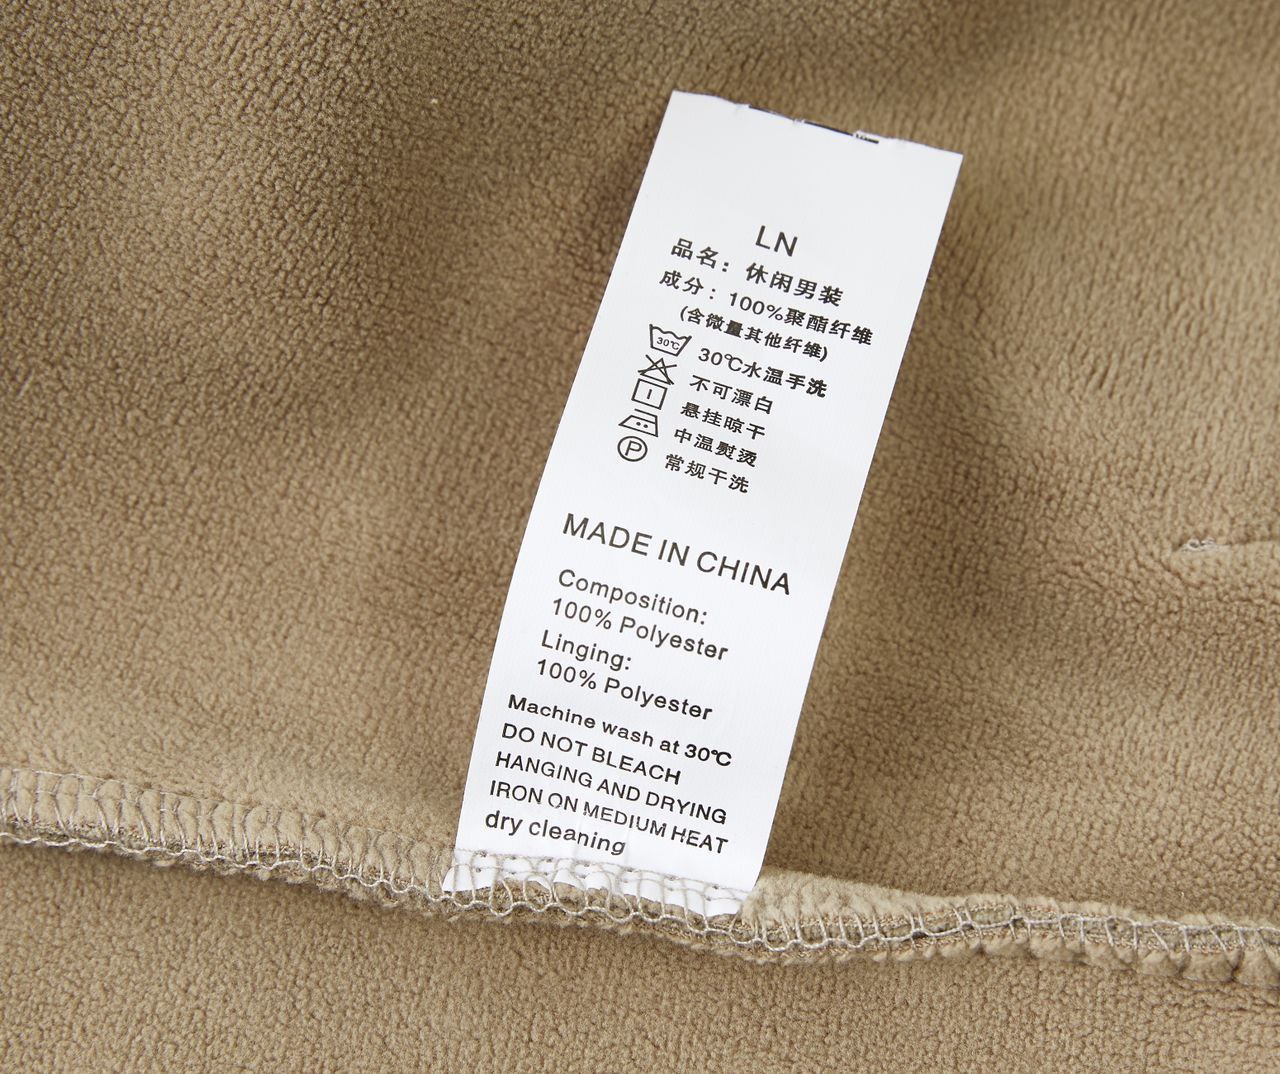 LN
品名：休闲男装
成分：100%聚酯纤维
(含微量其他纤维)
30℃ 30℃水温手洗
不可漂白
悬挂晾干
中温熨烫
P 常规干洗
MADE IN CHINA
Composition:
100% Polyester
Linging:
100% Polyester
Machine wash at 30℃
DO NOT BLEACH
HANGING AND DRYING
IRON ON MEDIUM HEAT
dry cleaning